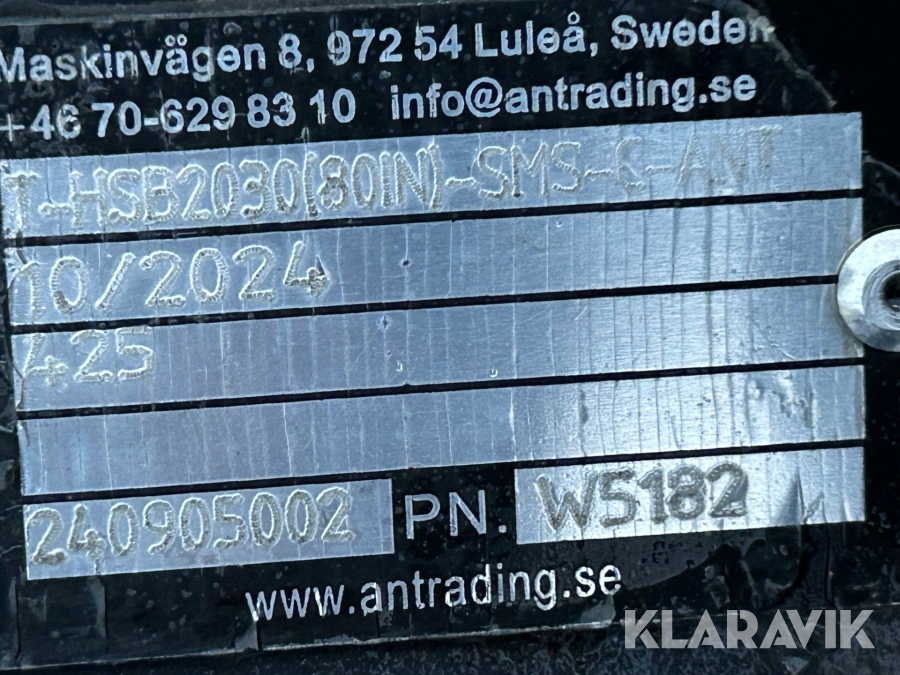 Maskinvägen 8, 972 54 Luleå, Sweden
+46 70-629 83 10 info@antrading.se
T-HSB2030(80IN)-SMS-C-ANT
10/2024
425
240905002 PN. W5182
www.antrading.se
KLARAVIK